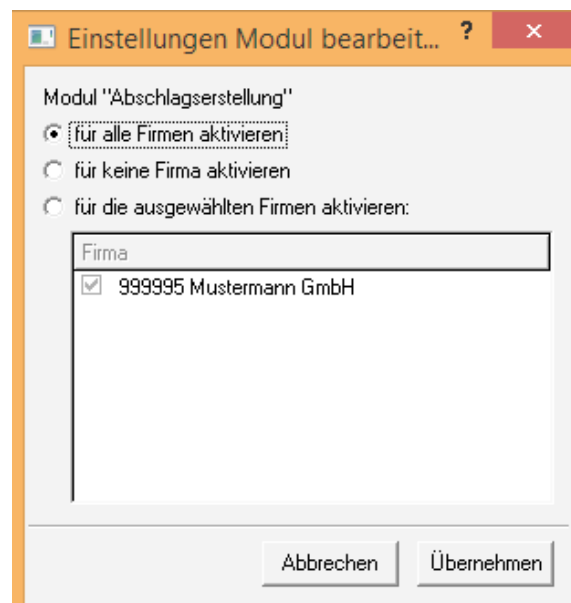 Einstellungen Modul bearbeit... ?
Modul "Abschlagserstellung"
für alle Firmen aktivieren
für keine Firma aktivieren
für die ausgewählten Firmen aktivieren:
Firma
999995 Mustermann GmbH
Abbrechen Übernehmen